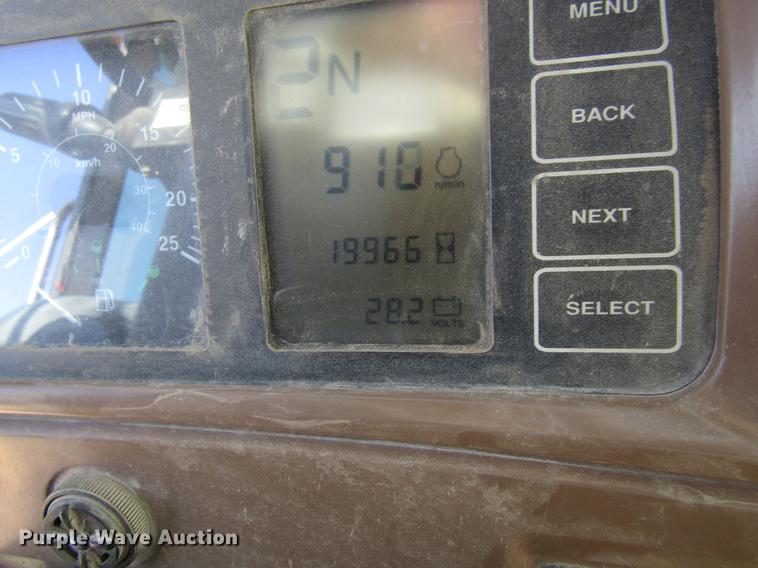 MENU
2N
10
MPH
BACK
15
5
10
20
km/h
910
n/min
30
20
NEXT
40
25
19966
0
SELECT
28.2
VOLTS
Purple Wave Auction